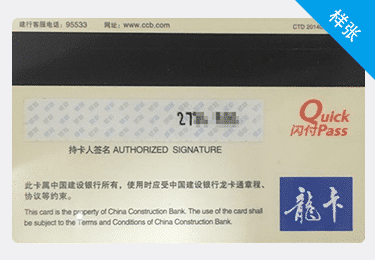 样张
建行客服电话：95533 网址：www.ccb.com CTD 2014
27
Quick
闪付Pass
持卡人签名 AUTHORIZED SIGNATURE
此卡属中国建设银行所有，使用时应受中国建设银行龙卡通章程、
协议等约束。
龍卡
This card is the property of China Construction Bank. The use of the card shall
be subject to the Terms and Conditions of China Construction Bank.